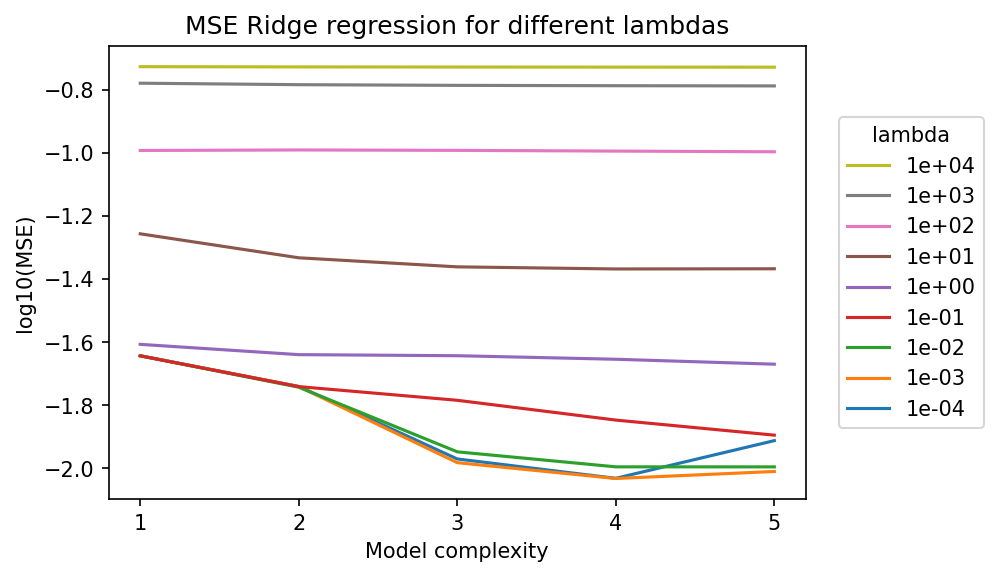 MSE Ridge regression for different lambdas
log10(MSE)
−0.8
−1.0
−1.2
−1.4
−1.6
−1.8
−2.0
1 2 3 4 5
Model complexity
lambda
1e+04
1e+03
1e+02
1e+01
1e+00
1e-01
1e-02
1e-03
1e-04